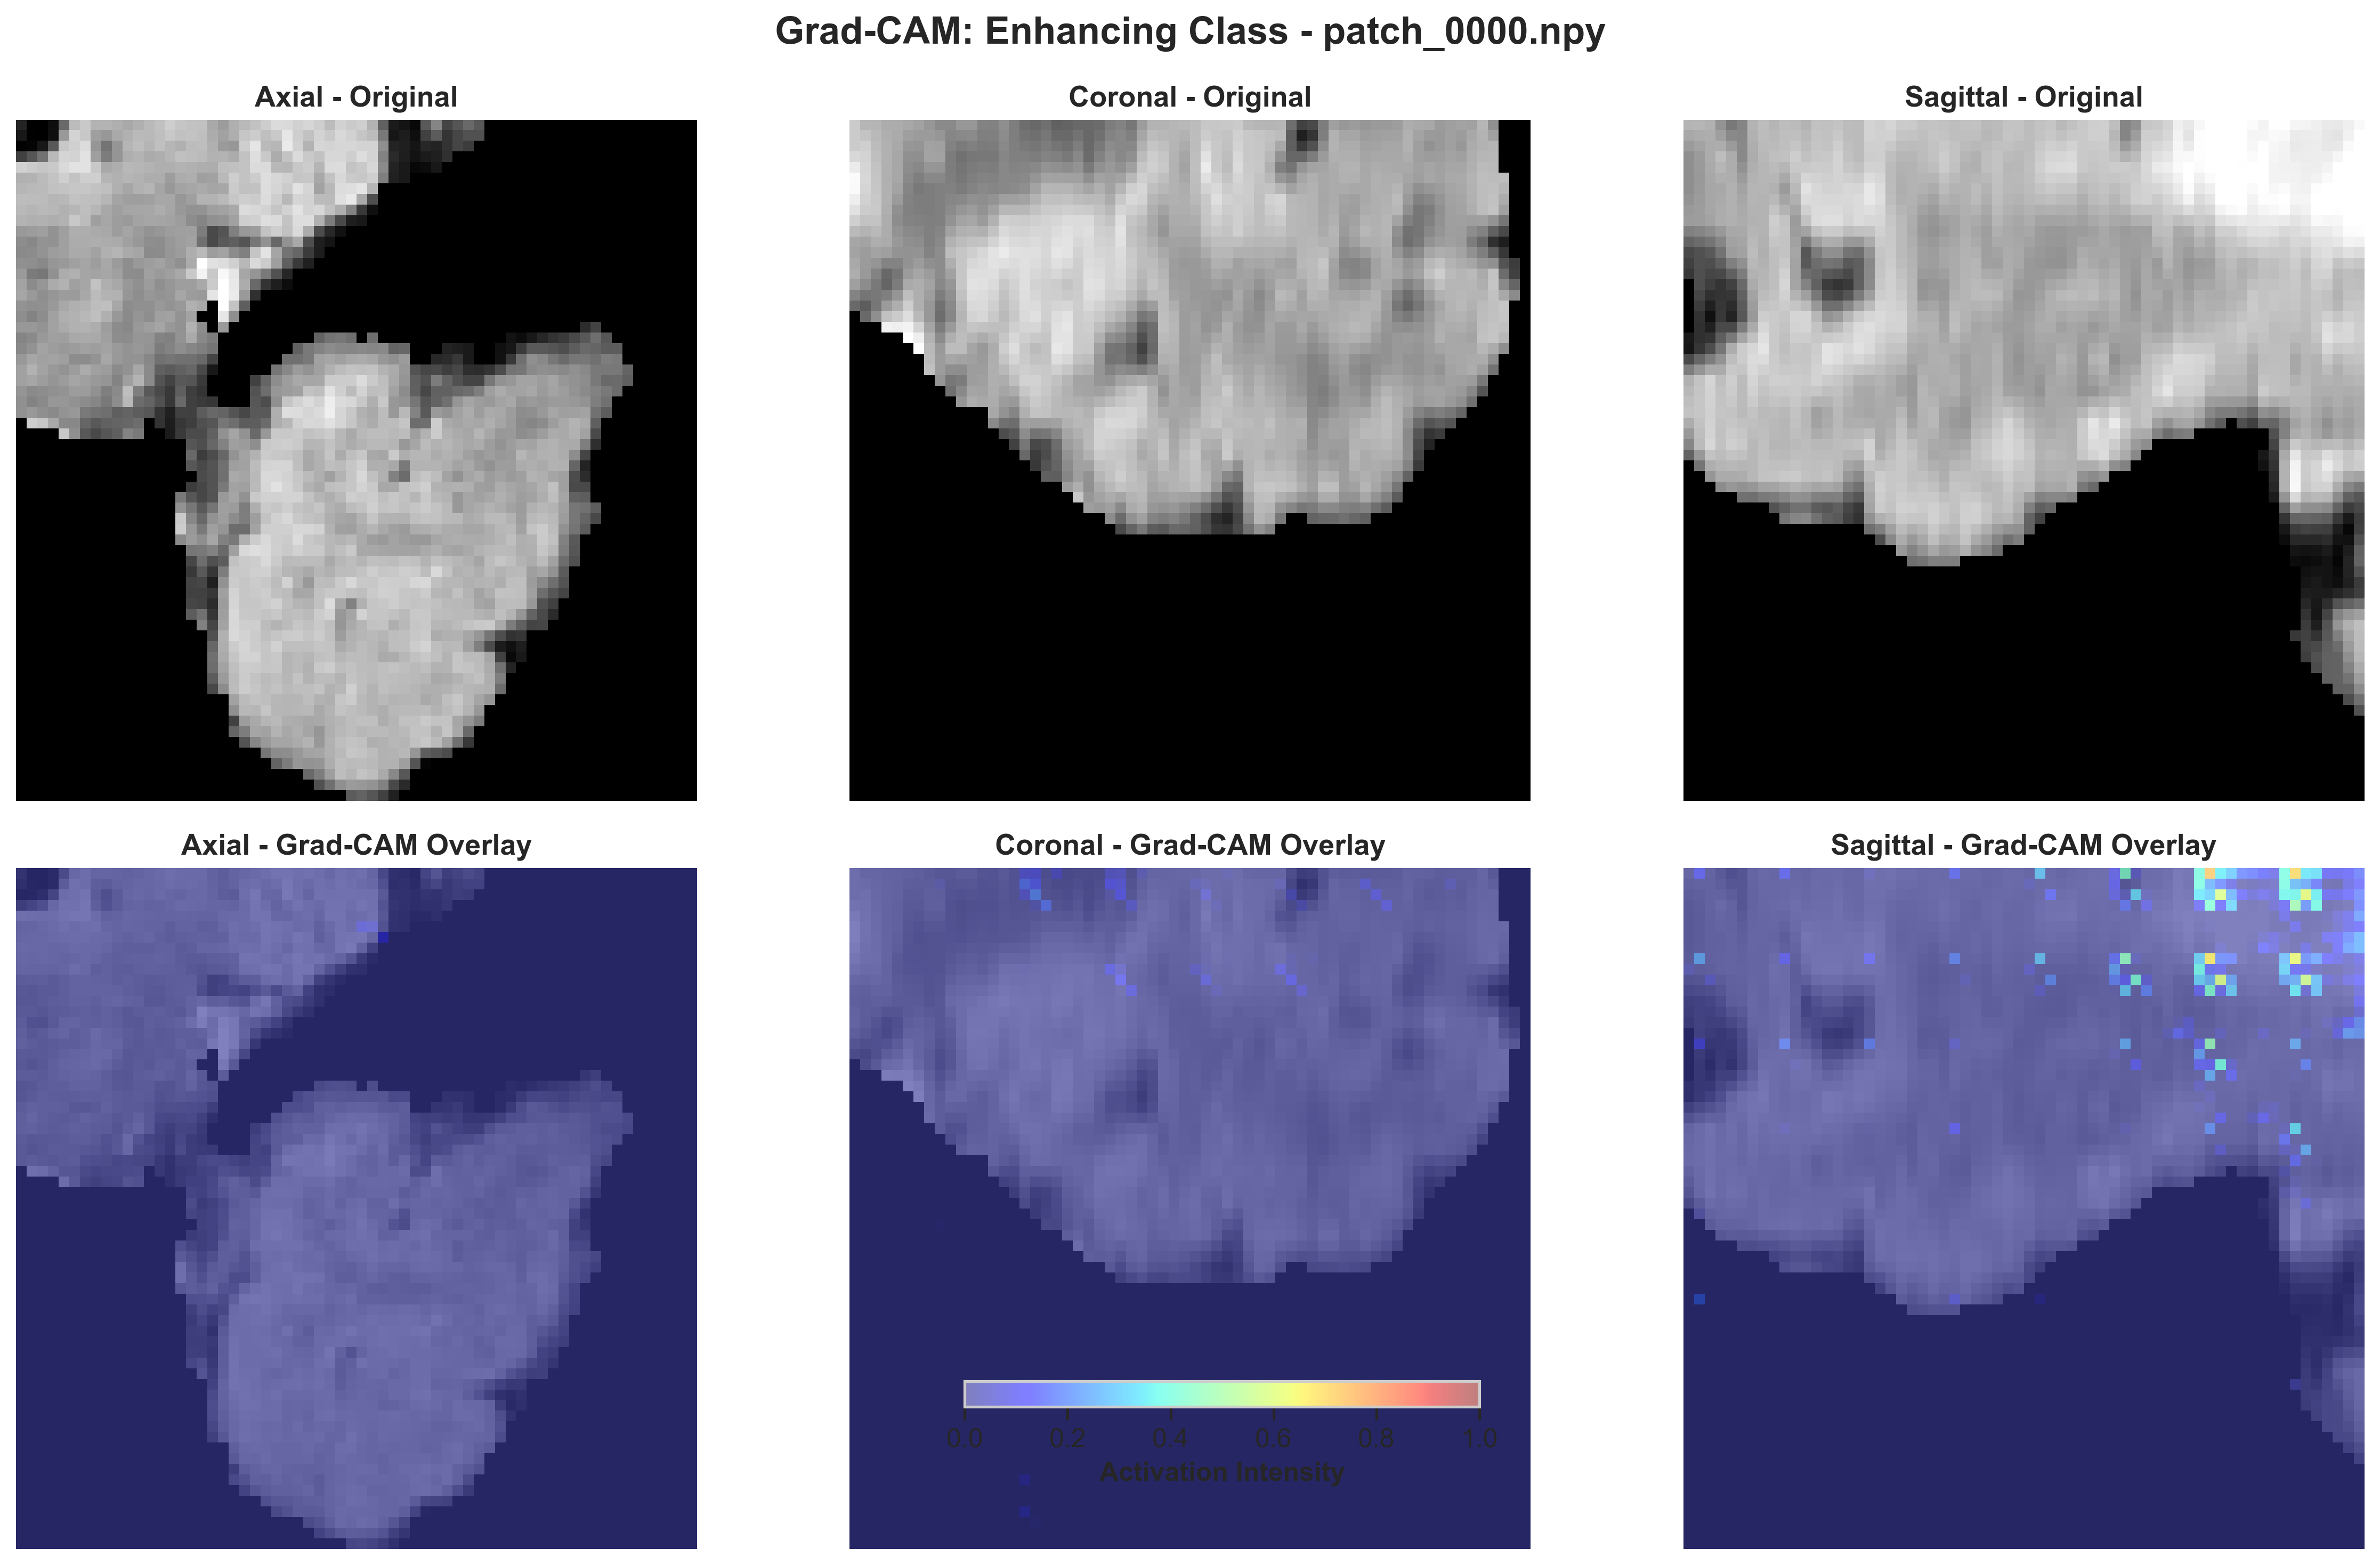 Grad-CAM: Enhancing Class - patch_0000.npy
Axial - Original
Coronal - Original
Sagittal - Original
Axial - Grad-CAM Overlay
Coronal - Grad-CAM Overlay
Sagittal - Grad-CAM Overlay
0.0 0.2 0.4 0.6 0.8 1.0
Activation Intensity